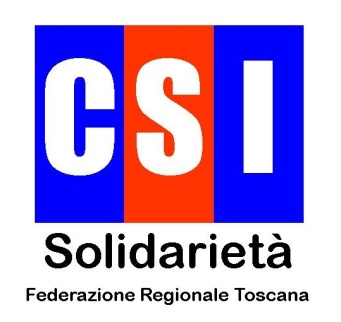 CSI
Solidarietà
Federazione Regionale Toscana